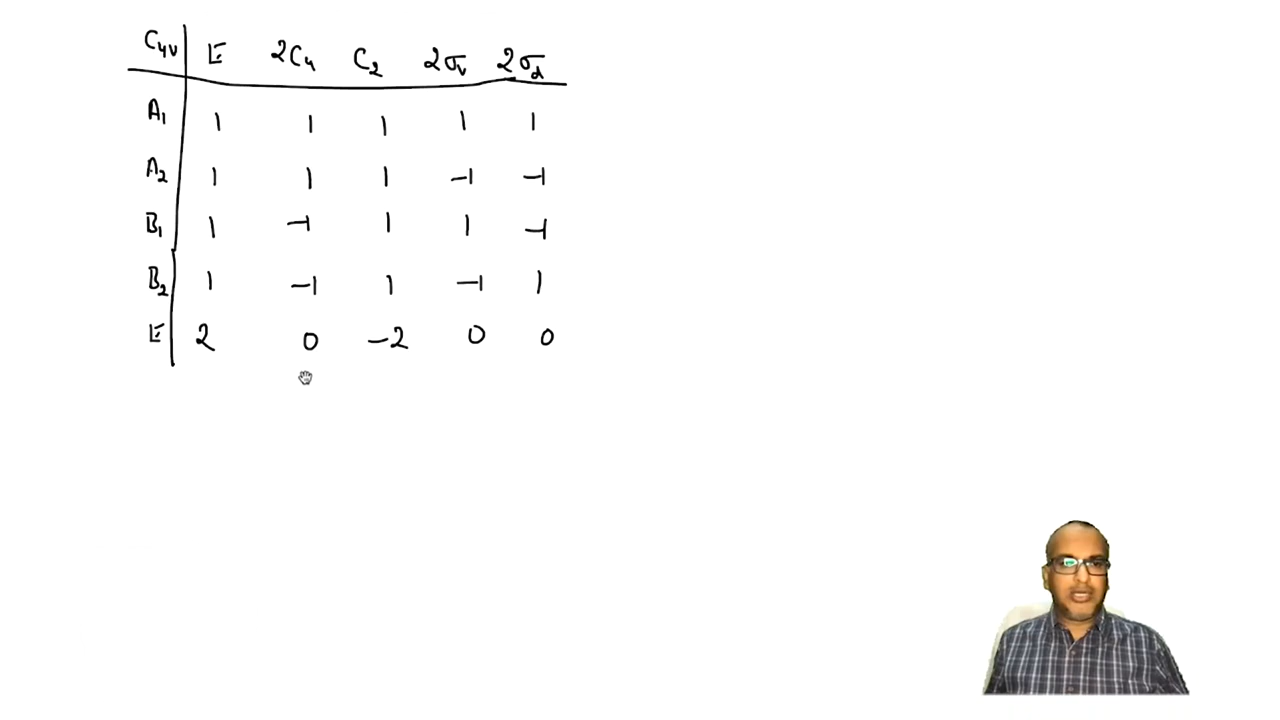 C4v E 2C4 C2 2σv 2σd
A1 1 1 1 1 1
A2 1 1 1 -1 -1
B1 1 -1 1 1 -1
B2 1 -1 1 -1 1
E 2 0 -2 0 0